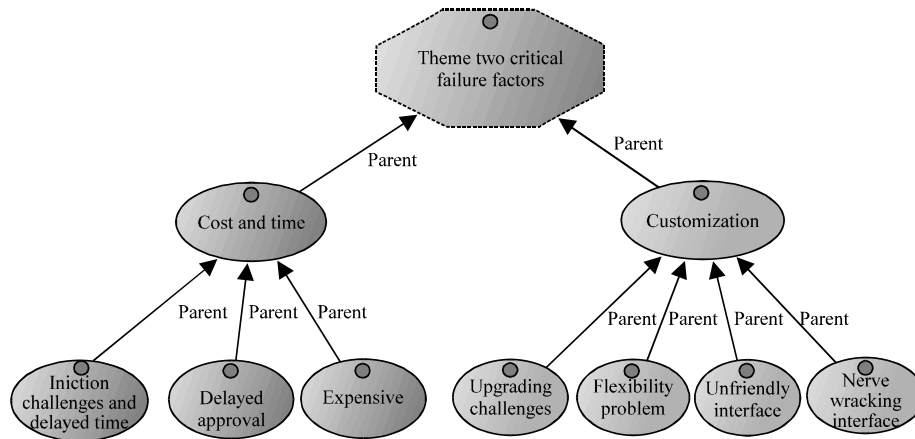 Theme two critical
failure factors
Parent
Parent
Cost and time
Customization
Parent
Parent
Parent
Parent
Parent
Parent
Parent
Iniction
challenges and
delayed time
Delayed
approval
Expensive
Upgrading
challenges
Flexibility
problem
Unfriendly
interface
Nerve
wracking
interface